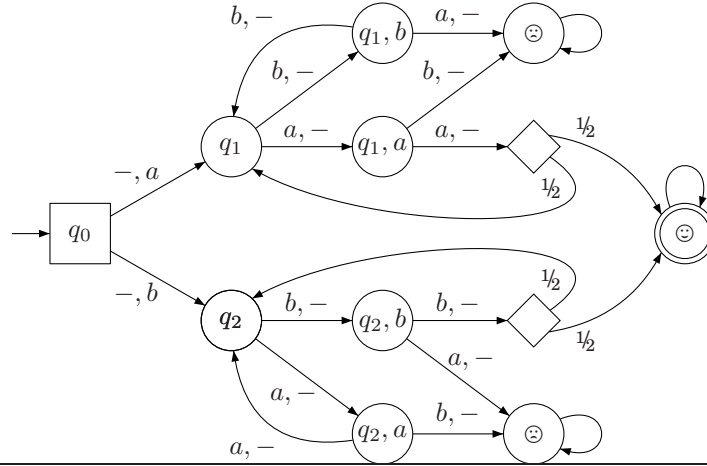 b, −
a, −
q₁, b
☹
b, −
b, −
q₁
a, −
q₁, a
a, −
½
−, a
½
q₀
☺
−, b
½
q₂
b, −
q₂, b
b, −
½
a, −
a, −
q₂, a
b, −
☹
a, −